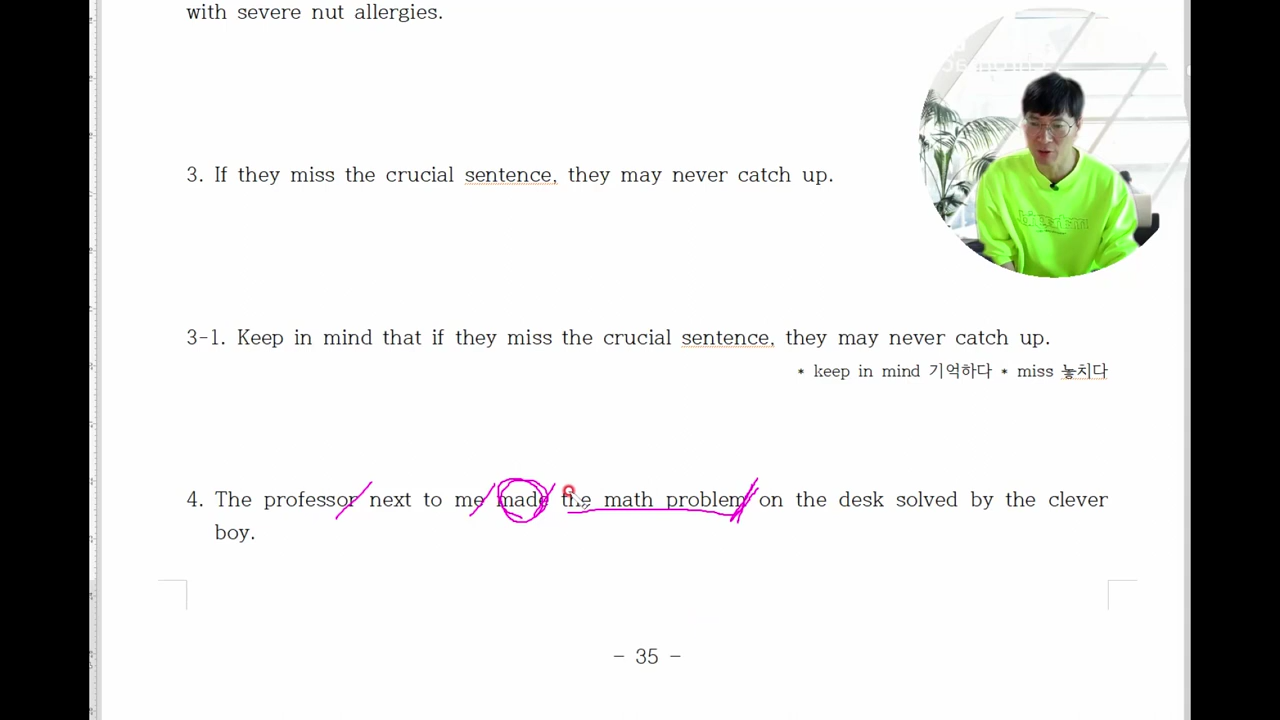 with severe nut allergies.
3. If they miss the crucial sentence, they may never catch up.
3-1. Keep in mind that if they miss the crucial sentence, they may never catch up.
* keep in mind 기억하다 * miss 놓치다
4. The professor next to me made the math problem on the desk solved by the clever
boy.
- 35 -